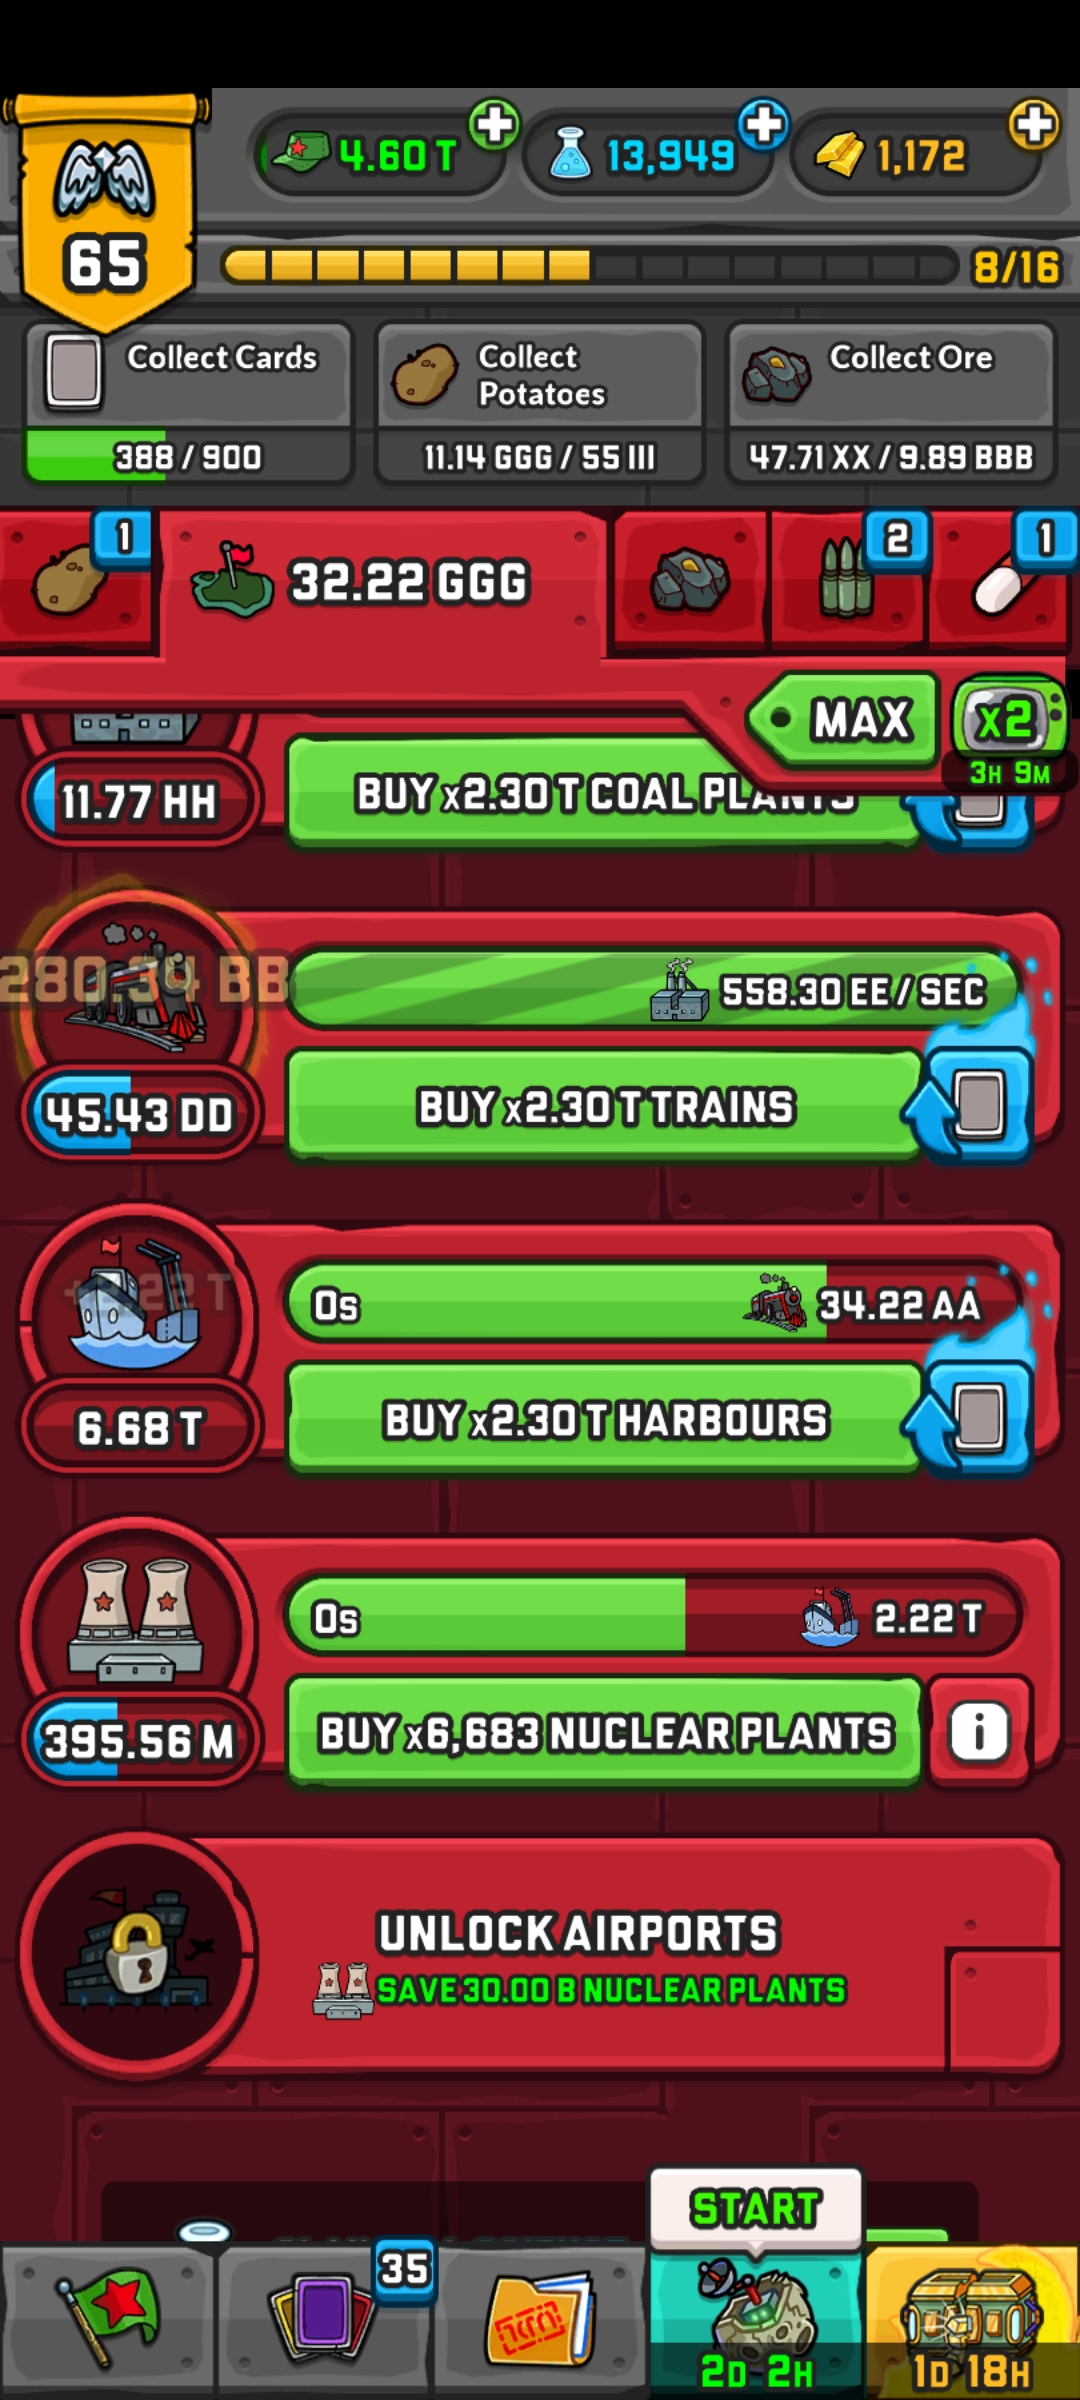 4.60 T
13,949
1,172
65
8/16
Collect Cards
388 / 900
Collect
Potatoes
11.14 GGG / 55 III
Collect Ore
47.71 XX / 9.89 BBB
1
32.22 GGG
2
1
MAX
x2
3H 9M
11.77 HH
BUY x2.30 T COAL PLANTS
280.34 BB
558.30 EE / SEC
45.43 DD
BUY x2.30 T TRAINS
0s
34.22 AA
6.68 T
BUY x2.30 T HARBOURS
0s
2.22 T
395.56 M
BUY x6,683 NUCLEAR PLANTS
i
UNLOCK AIRPORTS
SAVE 30.00 B NUCLEAR PLANTS
START
35
2D 2H
1D 18H